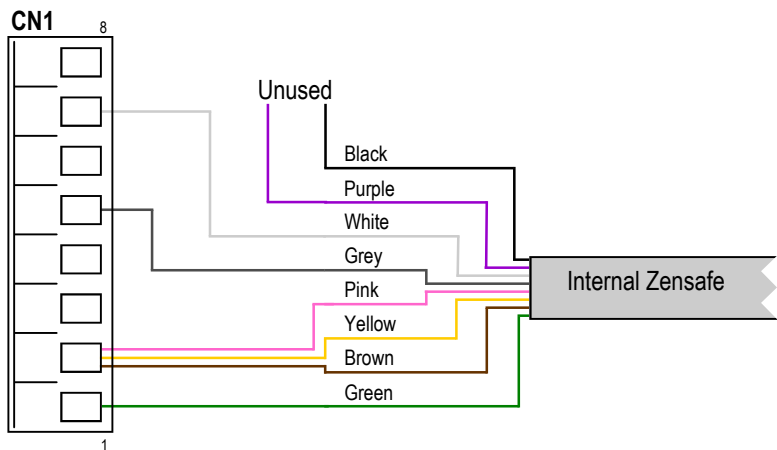 CN1
8
Unused
Black
Purple
White
Grey
Internal Zensafe
Pink
Yellow
Brown
Green
1